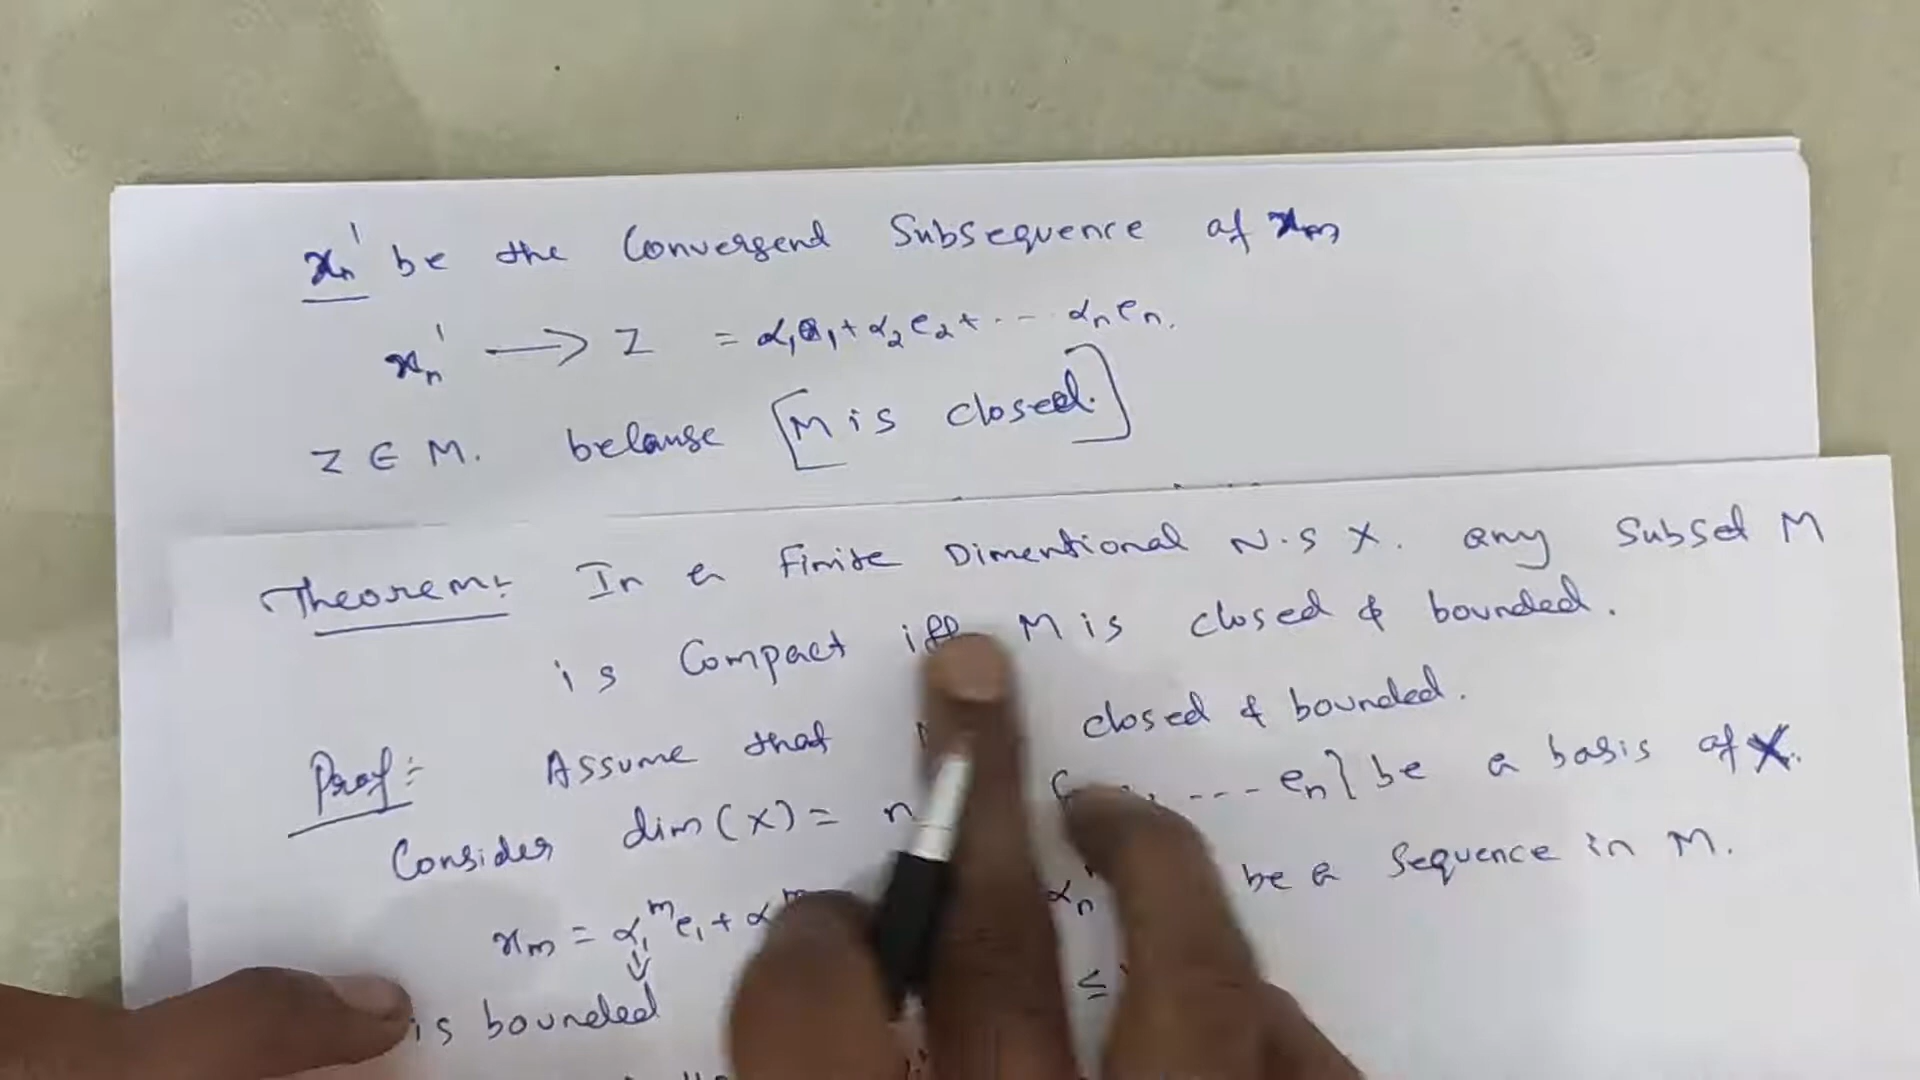 xₙ' be the Convergend Subsequence of xₘ
xₙ' → Z = α₁e₁+α₂e₂+ --- αₙeₙ.
Z ∈ M. because [M is closed.]
Theorem:- In a Finite Dimentional N.S X. any Subset M
is Compact iff M is closed & bounded.
Proof:- Assume that closed & bounded.
Consider dim(X) = n --- eₙ} be a basis of X.
xₘ = α₁ᵐe₁+ α αₙ be a sequence in M.
is bounded ≤